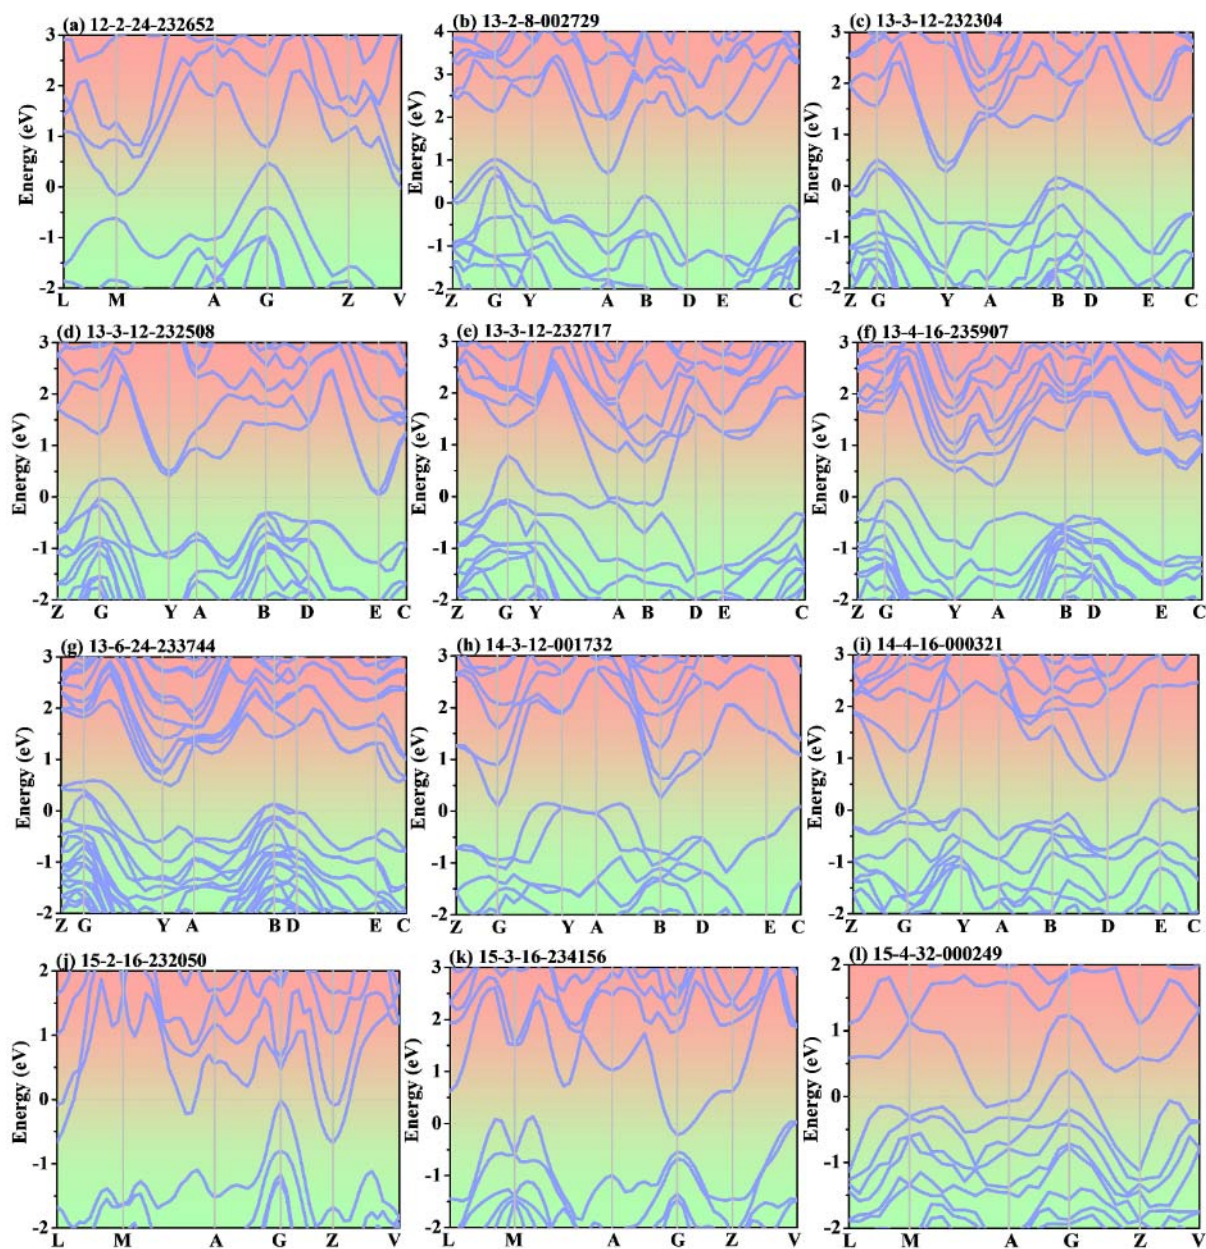 (a) 12-2-24-232652
(b) 13-2-8-002729
(c) 13-3-12-232304
Energy (eV)
3
2
1
0
-1
-2
L M A G Z V
Energy (eV)
4
3
2
1
0
-1
-2
Z G Y A B D E C
Energy (eV)
3
2
1
0
-1
-2
Z G Y A B D E C
(d) 13-3-12-232508
(e) 13-3-12-232717
(f) 13-4-16-235907
Energy (eV)
3
2
1
0
-1
-2
Z G Y A B D E C
Energy (eV)
3
2
1
0
-1
-2
Z G Y A B D E C
Energy (eV)
3
2
1
0
-1
-2
Z G Y A B D E C
(g) 13-6-24-233744
(h) 14-3-12-001732
(i) 14-4-16-000321
Energy (eV)
3
2
1
0
-1
-2
Z G Y A B D E C
Energy (eV)
3
2
1
0
-1
-2
Z G Y A B D E C
Energy (eV)
3
2
1
0
-1
-2
Z G Y A B D E C
(j) 15-2-16-232050
(k) 15-3-16-234156
(l) 15-4-32-000249
Energy (eV)
2
1
0
-1
-2
L M A G Z V
Energy (eV)
3
2
1
0
-1
-2
L M A G Z V
Energy (eV)
2
1
0
-1
-2
L M A G Z V